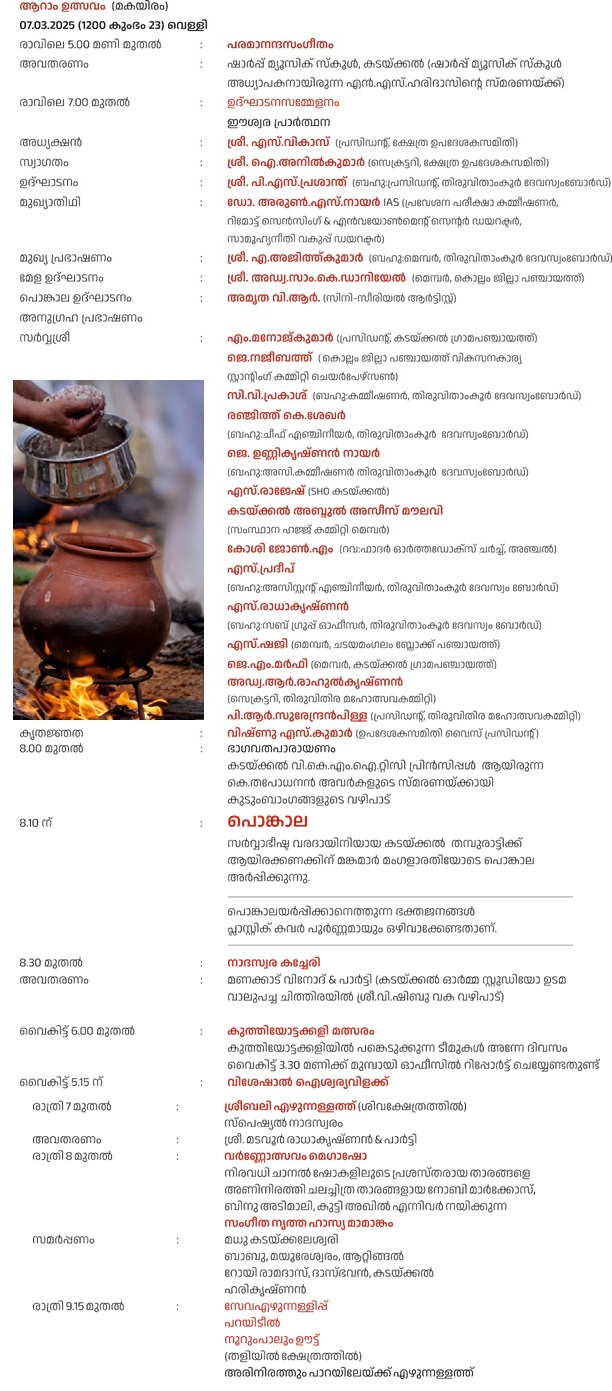 ആറാം ഉത്സവം (മകയിരം)
07.03.2025 (1200 കുംഭം 23) വെള്ളി
രാവിലെ 5.00 മണി മുതൽ : പരമാനന്ദസംഗീതം
അവതരണം : ഷാർപ്പ് മ്യൂസിക് സ്കൂൾ, കടയ്ക്കൽ (ഷാർപ്പ് മ്യൂസിക് സ്കൂൾ
അധ്യാപകനായിരുന്ന എൻ.എസ്.ഹരിദാസിന്റെ സ്മരണയ്ക്ക്)
രാവിലെ 7.00 മുതൽ : ഉദ്ഘാടനസമ്മേളനം
ഈശ്വര പ്രാർത്ഥന
അധ്യക്ഷൻ : ശ്രീ. എസ്.വികാസ് (പ്രസിഡന്റ്, ക്ഷേത്ര ഉപദേശകസമിതി)
സ്വാഗതം : ശ്രീ. ഐ.അനിൽകുമാർ (സെക്രട്ടറി, ക്ഷേത്ര ഉപദേശകസമിതി)
ഉദ്ഘാടനം : ശ്രീ. പി.എസ്.പ്രശാന്ത് (ബഹു:പ്രസിഡന്റ്, തിരുവിതാംകൂർ ദേവസ്വംബോർഡ്)
മുഖ്യാതിഥി : ഡോ. അരുൺ.എസ്.നായർ IAS (പ്രവേശന പരീക്ഷാ കമ്മീഷണർ,
റിമോട്ട് സെൻസിംഗ് & എൻവയോൺമെന്റ് സെന്റർ ഡയറക്ടർ,
സാമൂഹ്യനീതി വകുപ്പ് ഡയറക്ടർ)
മുഖ്യ പ്രഭാഷണം : ശ്രീ. എ.അജിത്ത്കുമാർ (ബഹു:മെമ്പർ, തിരുവിതാംകൂർ ദേവസ്വംബോർഡ്)
മേള ഉദ്ഘാടനം : ശ്രീ. അഡ്വ.സാം.കെ.ഡാനിയേൽ (മെമ്പർ, കൊല്ലം ജില്ലാ പഞ്ചായത്ത്)
പൊങ്കാല ഉദ്ഘാടനം : അമൃത വി.ആർ. (സിനി-സീരിയൽ ആർട്ടിസ്റ്റ്)
അനുഗ്രഹ പ്രഭാഷണം
സർവ്വശ്രീ : എം.മനോജ്കുമാർ (പ്രസിഡന്റ്, കടയ്ക്കൽ ഗ്രാമപഞ്ചായത്ത്)
ജെ.നജീബത്ത് (കൊല്ലം ജില്ലാ പഞ്ചായത്ത് വികസനകാര്യ
സ്റ്റാന്റിംഗ് കമ്മിറ്റി ചെയർപേഴ്സൺ)
സി.വി.പ്രകാശ് (ബഹു:കമ്മീഷണർ, തിരുവിതാംകൂർ ദേവസ്വംബോർഡ്)
രഞ്ജിത്ത് കെ.ശേഖർ
(ബഹു:ചീഫ് എഞ്ചിനീയർ, തിരുവിതാംകൂർ ദേവസ്വംബോർഡ്)
ജെ. ഉണ്ണികൃഷ്ണൻ നായർ
(ബഹു:അസി.കമ്മീഷണർ തിരുവിതാംകൂർ ദേവസ്വംബോർഡ്)
എസ്.രാജേഷ് (SHO കടയ്ക്കൽ)
കടയ്ക്കൽ അബ്ദുൽ അസീസ് മൗലവി
(സംസ്ഥാന ഹജ്ജ് കമ്മിറ്റി മെമ്പർ)
കോശി ജോൺ.എം (റവ:ഫാദർ ഓർത്തഡോക്സ് ചർച്ച്, അഞ്ചൽ)
എസ്.പ്രദീപ്
(ബഹു:അസിസ്റ്റന്റ് എഞ്ചിനീയർ, തിരുവിതാംകൂർ ദേവസ്വം ബോർഡ്)
എസ്.രാധാകൃഷ്ണൻ
(ബഹു:സബ് ഗ്രൂപ്പ് ഓഫീസർ, തിരുവിതാംകൂർ ദേവസ്വം ബോർഡ്)
എസ്.ഷജി (മെമ്പർ, ചടയമംഗലം ബ്ലോക്ക് പഞ്ചായത്ത്)
ജെ.എം.മർഫി (മെമ്പർ, കടയ്ക്കൽ ഗ്രാമപഞ്ചായത്ത്)
അഡ്വ.ആർ.രാഹുൽകൃഷ്ണൻ
(സെക്രട്ടറി, തിരുവാതിര മഹോത്സവകമ്മിറ്റി)
പി.ആർ.സുരേന്ദ്രൻപിള്ള (പ്രസിഡന്റ്, തിരുവാതിര മഹോത്സവകമ്മിറ്റി)
കൃതജ്ഞത : വിഷ്ണു എസ്.കുമാർ (ഉപദേശകസമിതി വൈസ് പ്രസിഡന്റ്)
8.00 മുതൽ : ഭാഗവതപാരായണം
കടയ്ക്കൽ വി.കെ.എം.ഐ.റ്റിസി പ്രിൻസിപ്പൾ ആയിരുന്ന
കെ.തപോധനൻ അവർകളുടെ സ്മരണയ്ക്കായി
കുടുംബാംഗങ്ങളുടെ വഴിപാട്
8.10 ന് : പൊങ്കാല
സർവ്വാഭീഷ്ട വരദായിനിയായ കടയ്ക്കൽ തമ്പുരാട്ടിക്ക്
ആയിരക്കണക്കിന് മങ്കമാർ മംഗളാരതിയോടെ പൊങ്കാല
അർപ്പിക്കുന്നു.
പൊങ്കാലയർപ്പിക്കാനെത്തുന്ന ഭക്തജനങ്ങൾ
പ്ലാസ്റ്റിക് കവർ പൂർണ്ണമായും ഒഴിവാക്കേണ്ടതാണ്.
8.30 മുതൽ : നാദസ്വര കച്ചേരി
അവതരണം : മണക്കാട് വിനോദ് & പാർട്ടി (കടയ്ക്കൽ ഓർമ്മ സ്റ്റുഡിയോ ഉടമ
വാലുപച്ച ചിത്തിരയിൽ ശ്രീ.വി.ഷിബു വക വഴിപാട്)
വൈകിട്ട് 6.00 മുതൽ : കുത്തിയോട്ടക്കളി മത്സരം
കുത്തിയോട്ടക്കളിയിൽ പങ്കെടുക്കുന്ന ടീമുകൾ അന്നേ ദിവസം
വൈകിട്ട് 3.30 മണിക്ക് മുമ്പായി ഓഫീസിൽ റിപ്പോർട്ട് ചെയ്യേണ്ടതുണ്ട്
വൈകിട്ട് 5.15 ന് : വിശേഷാൽ ഐശ്വര്യവിളക്ക്
രാത്രി 7 മുതൽ : ശ്രീബലി എഴുന്നള്ളത്ത് (ശിവക്ഷേത്രത്തിൽ)
സ്പെഷ്യൽ നാദസ്വരം
അവതരണം : ശ്രീ. മടവൂർ രാധാകൃഷ്ണൻ & പാർട്ടി
രാത്രി 8 മുതൽ : വർണ്ണോത്സവം മെഗാഷോ
നിരവധി ചാനൽ ഷോകളിലൂടെ പ്രശസ്തരായ താരങ്ങളെ
അണിനിരത്തി ചലച്ചിത്ര താരങ്ങളായ നോബി മാർക്കോസ്,
ബിനു അടിമാലി, കുട്ടി അഖിൽ എന്നിവർ നയിക്കുന്ന
സംഗീത നൃത്ത ഹാസ്യ മാമാങ്കം
സമർപ്പണം : മധു കടയ്ക്കലേശ്വരി
ബാബു, മയൂരേശ്വരം, ആറ്റിങ്ങൽ
റോയി രാമദാസ്, ദാസ്ഭവൻ, കടയ്ക്കൽ
ഹരികൃഷ്ണൻ
രാത്രി 9.15 മുതൽ : സേവഎഴുന്നള്ളിപ്പ്
പറയിടീൽ
നൂറുംപാലും ഊട്ട്
(തളിയിൽ ക്ഷേത്രത്തിൽ)
അരിനിരത്തും പാറയിലേയ്ക്ക് എഴുന്നള്ളത്ത്